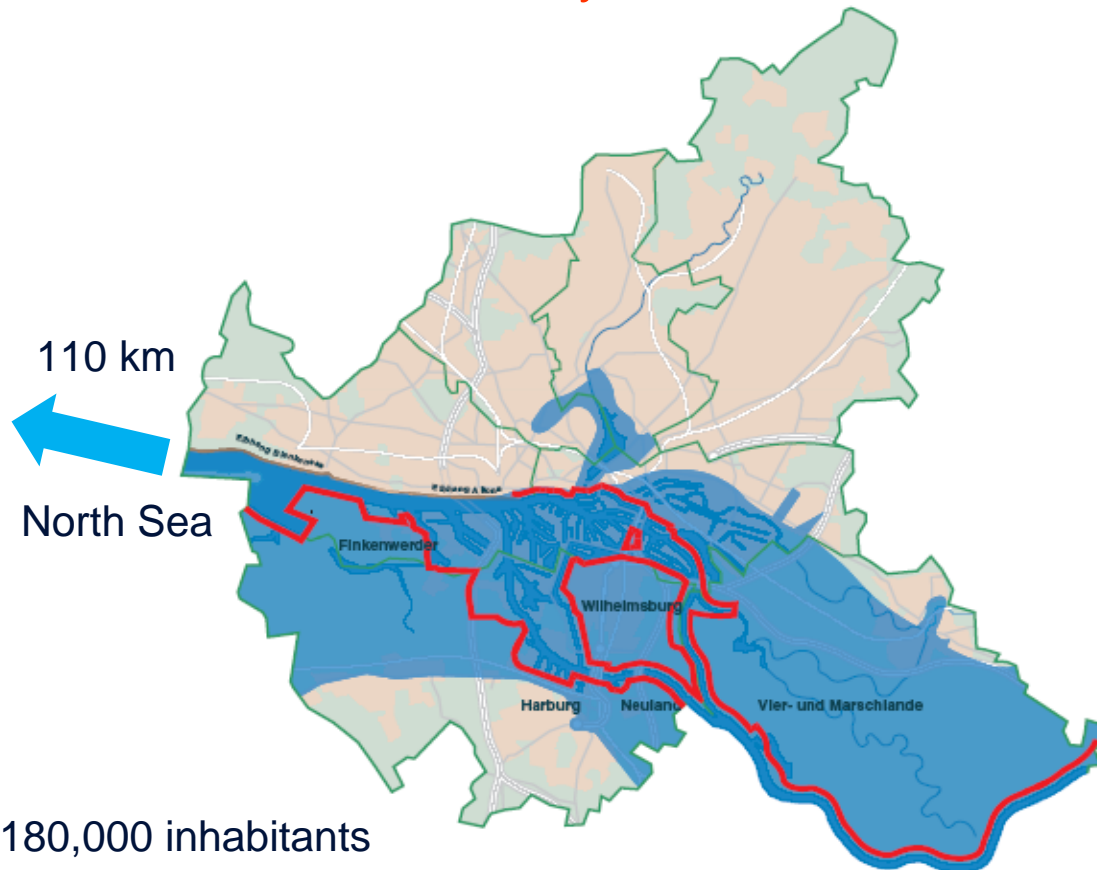 110 km
North Sea
Finkenwerder
Wilhelmsburg
Harburg
Neuland
Vier- und Marschlande
180,000 inhabitants